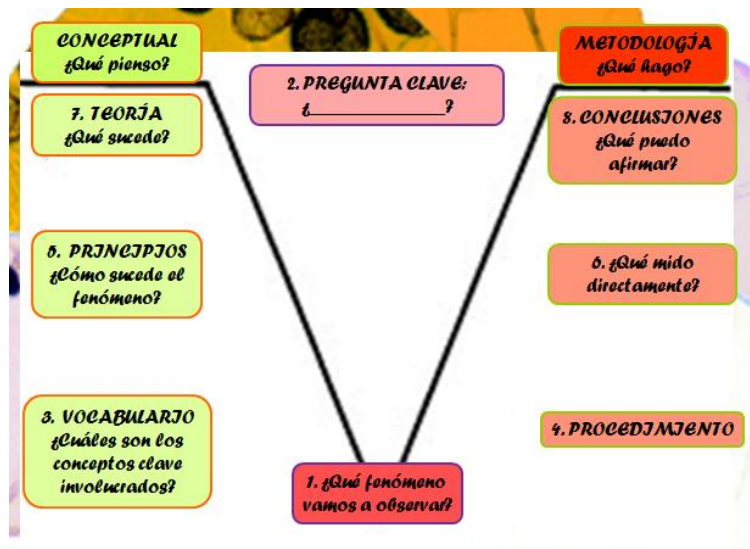 CONCEPTUAL
¿Qué pienso?
METODOLOGÍA
¿Qué hago?
2. PREGUNTA CLAVE:
¿_______________?
7. TEORÍA
¿Qué sucede?
8. CONCLUSIONES
¿Qué puedo
afirmar?
5. PRINCIPIOS
¿Cómo sucede el
fenómeno?
6. ¿Qué mido
directamente?
3. VOCABULARIO
¿Cuáles son los
conceptos clave
involucrados?
4. PROCEDIMIENTO
1. ¿Qué fenómeno
vamos a observar?